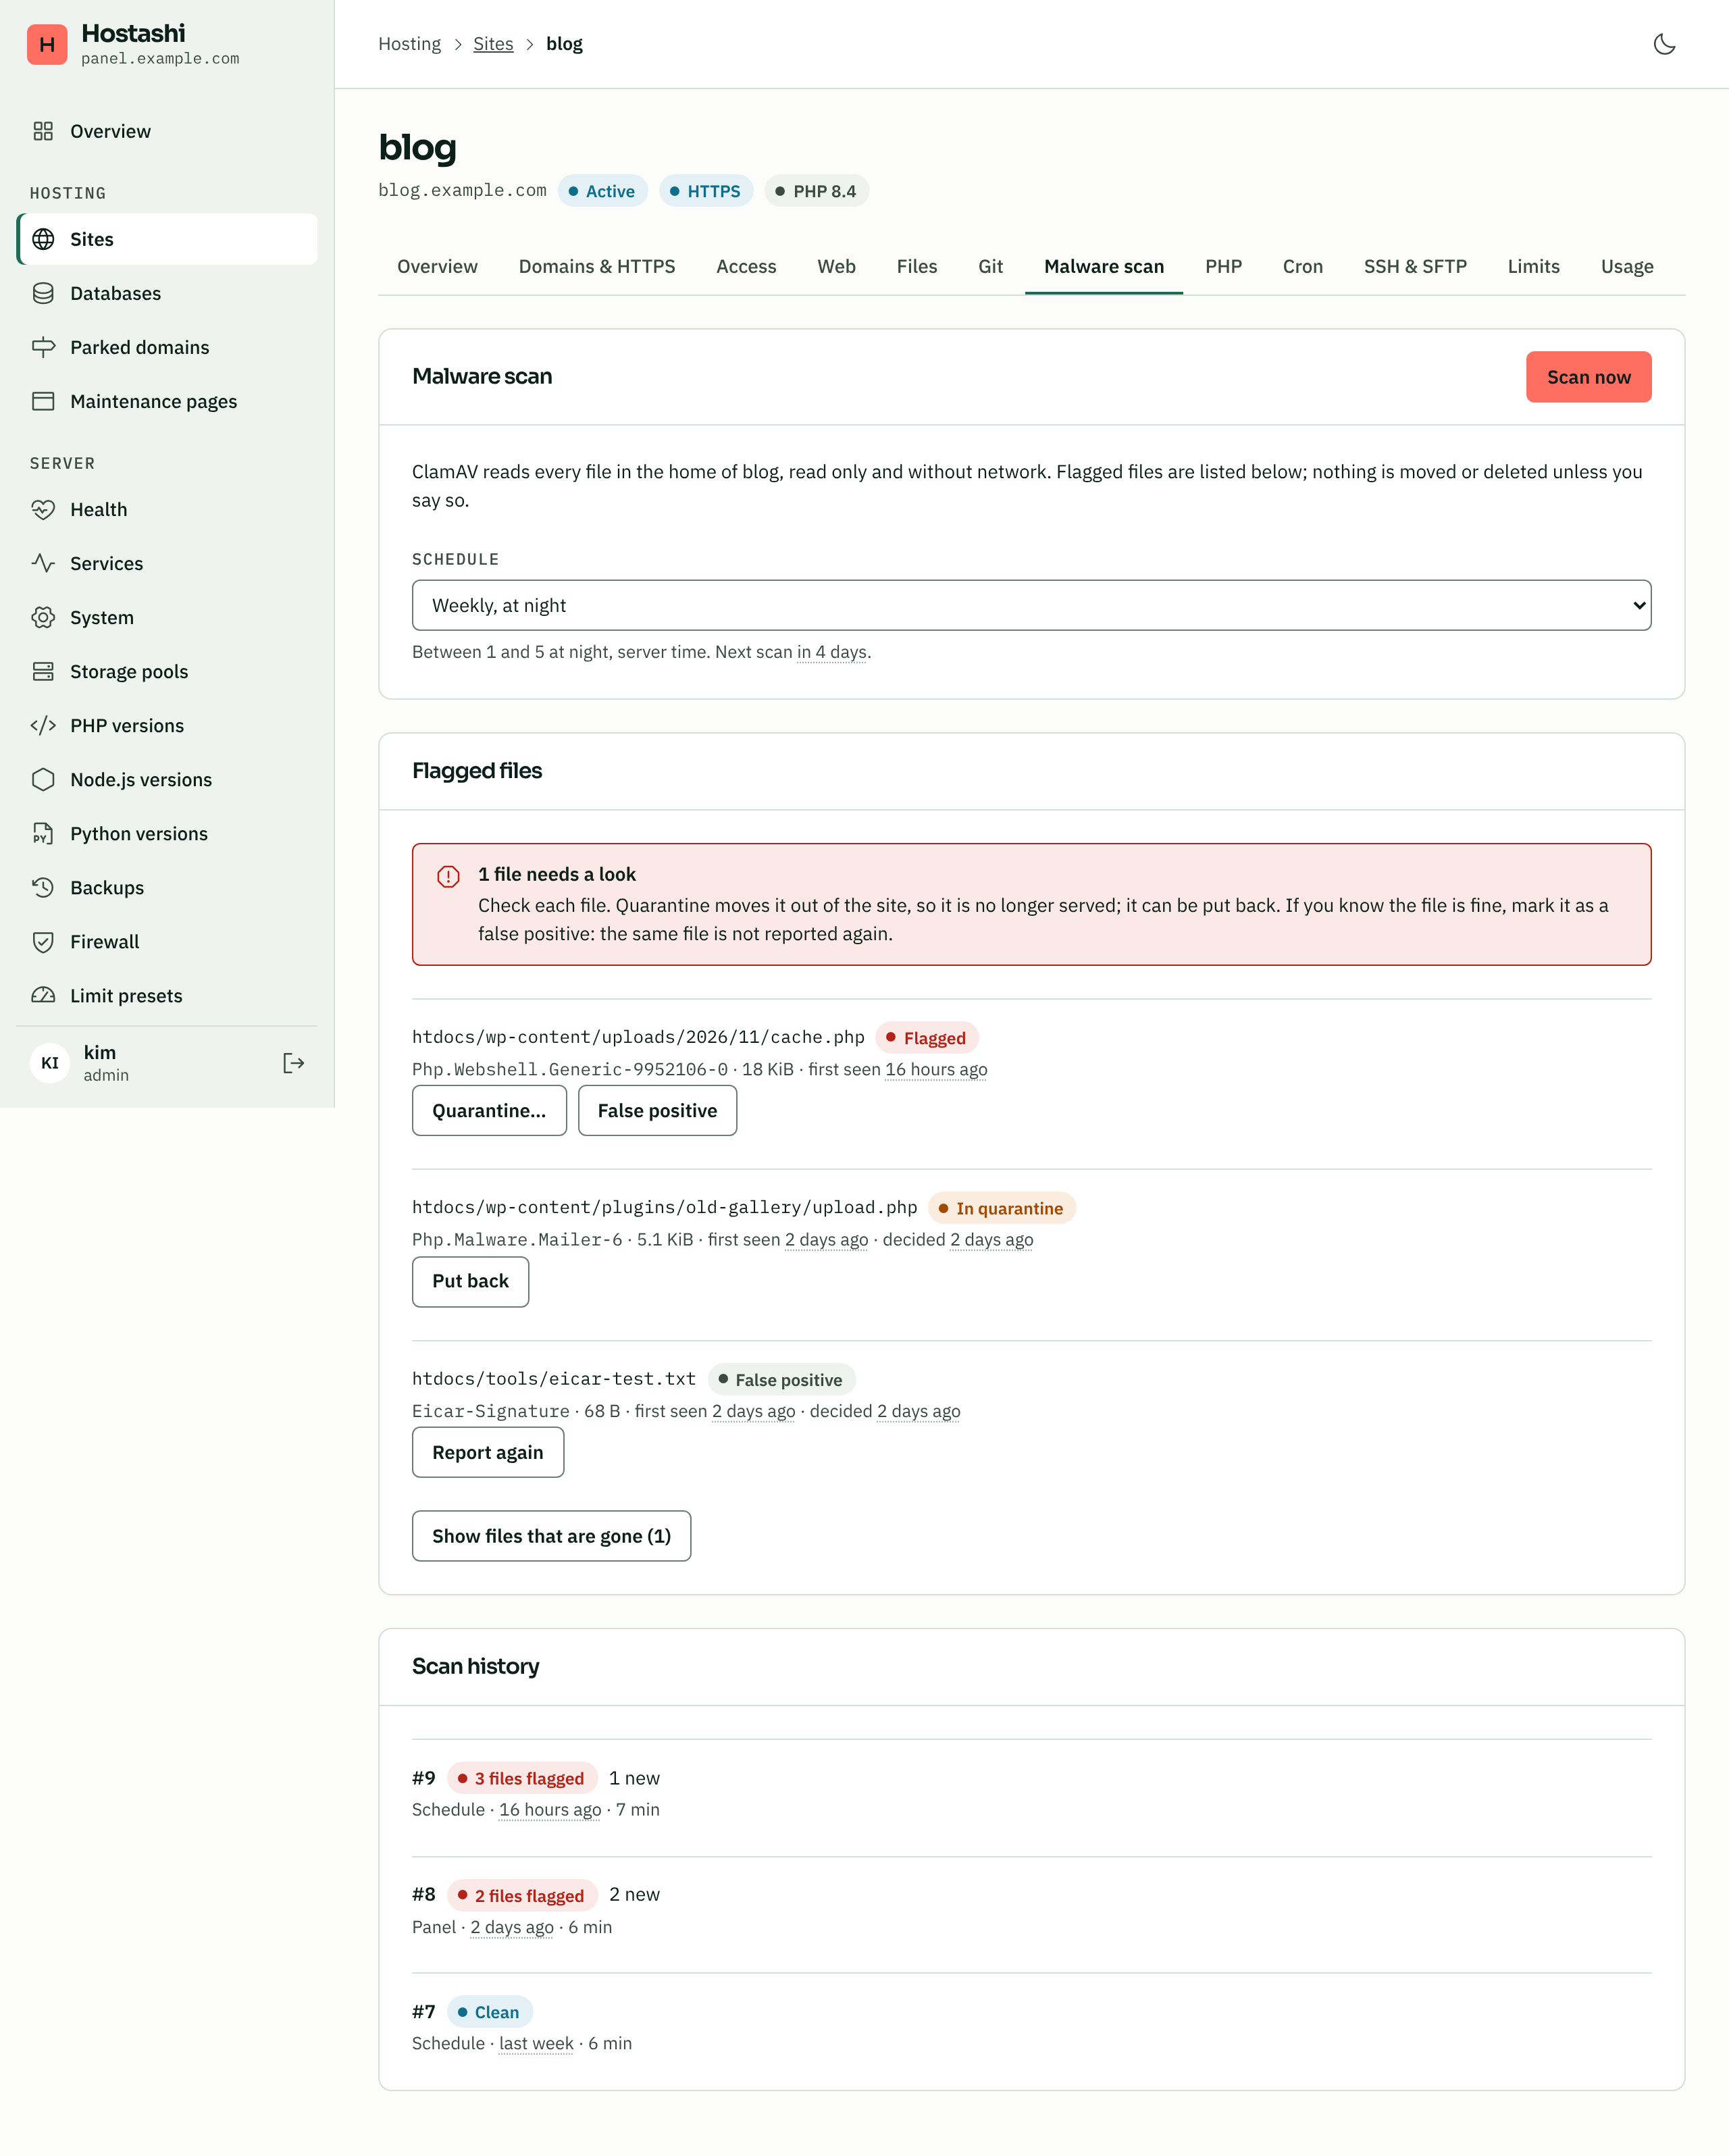 H
Hostashi
panel.example.com
Overview
HOSTING
Sites
Databases
Parked domains
Maintenance pages
SERVER
Health
Services
System
Storage pools
PHP versions
Node.js versions
PY
Python versions
Backups
Firewall
Limit presets
KI
kim
admin
Hosting > Sites > blog
blog
blog.example.com Active HTTPS PHP 8.4
Overview Domains & HTTPS Access Web Files Git Malware scan PHP Cron SSH & SFTP Limits Usage
Malware scan
Scan now
ClamAV reads every file in the home of blog, read only and without network. Flagged files are listed below; nothing is moved or deleted unless you
say so.
SCHEDULE
Weekly, at night
Between 1 and 5 at night, server time. Next scan in 4 days.
Flagged files
1 file needs a look
Check each file. Quarantine moves it out of the site, so it is no longer served; it can be put back. If you know the file is fine, mark it as a
false positive: the same file is not reported again.
htdocs/wp-content/uploads/2026/11/cache.php Flagged
Php.Webshell.Generic-9952106-0 · 18 KiB · first seen 16 hours ago
Quarantine... False positive
htdocs/wp-content/plugins/old-gallery/upload.php In quarantine
Php.Malware.Mailer-6 · 5.1 KiB · first seen 2 days ago · decided 2 days ago
Put back
htdocs/tools/eicar-test.txt False positive
Eicar-Signature · 68 B · first seen 2 days ago · decided 2 days ago
Report again
Show files that are gone (1)
Scan history
#9 3 files flagged 1 new
Schedule · 16 hours ago · 7 min
#8 2 files flagged 2 new
Panel · 2 days ago · 6 min
#7 Clean
Schedule · last week · 6 min